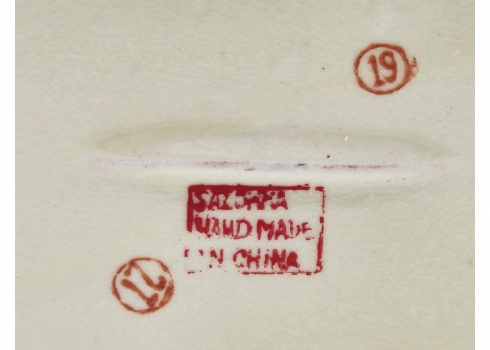 19
SATSUMA
HAND MADE
IN CHINA
12